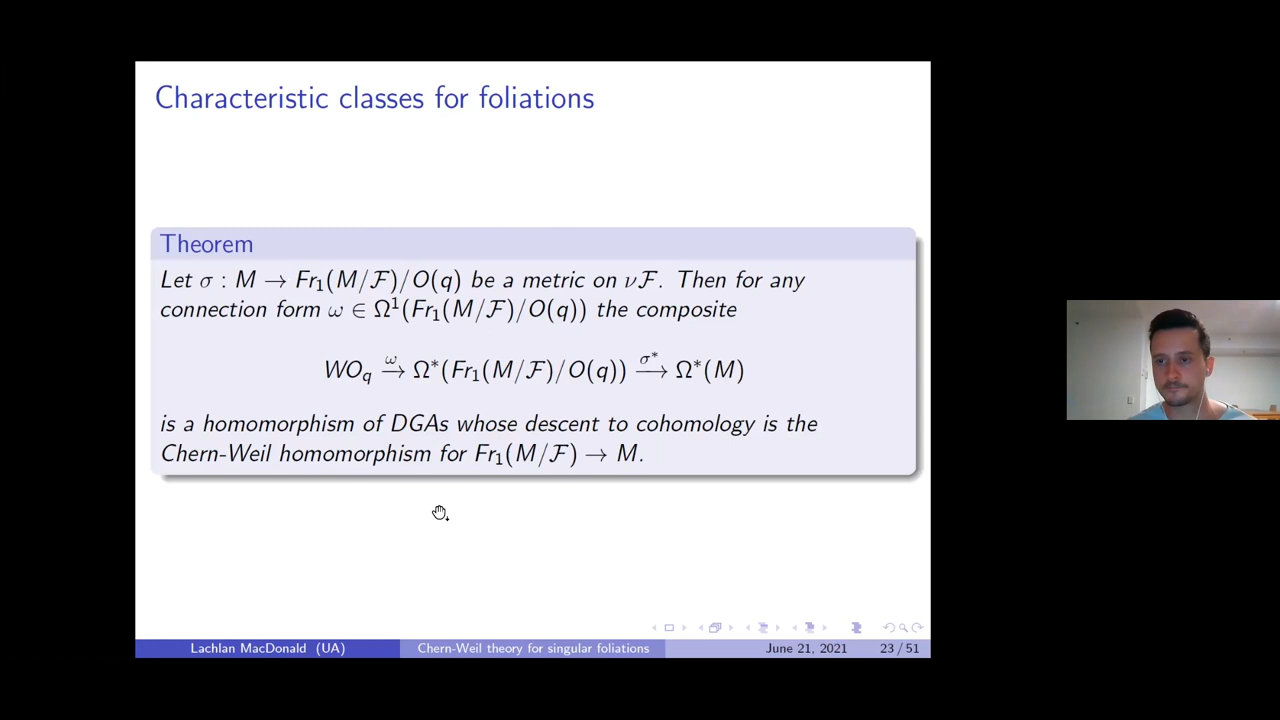 Characteristic classes for foliations
Theorem
Let σ : M → Fr₁(M/ℱ)/O(q) be a metric on νℱ. Then for any
connection form ω ∈ Ω¹(Fr₁(M/ℱ)/O(q)) the composite
WO_q →^ω Ω*(Fr₁(M/ℱ)/O(q)) →^σ* Ω*(M)
is a homomorphism of DGAs whose descent to cohomology is the
Chern-Weil homomorphism for Fr₁(M/ℱ) → M.
Lachlan MacDonald (UA)
Chern-Weil theory for singular foliations
June 21, 2021
23 / 51